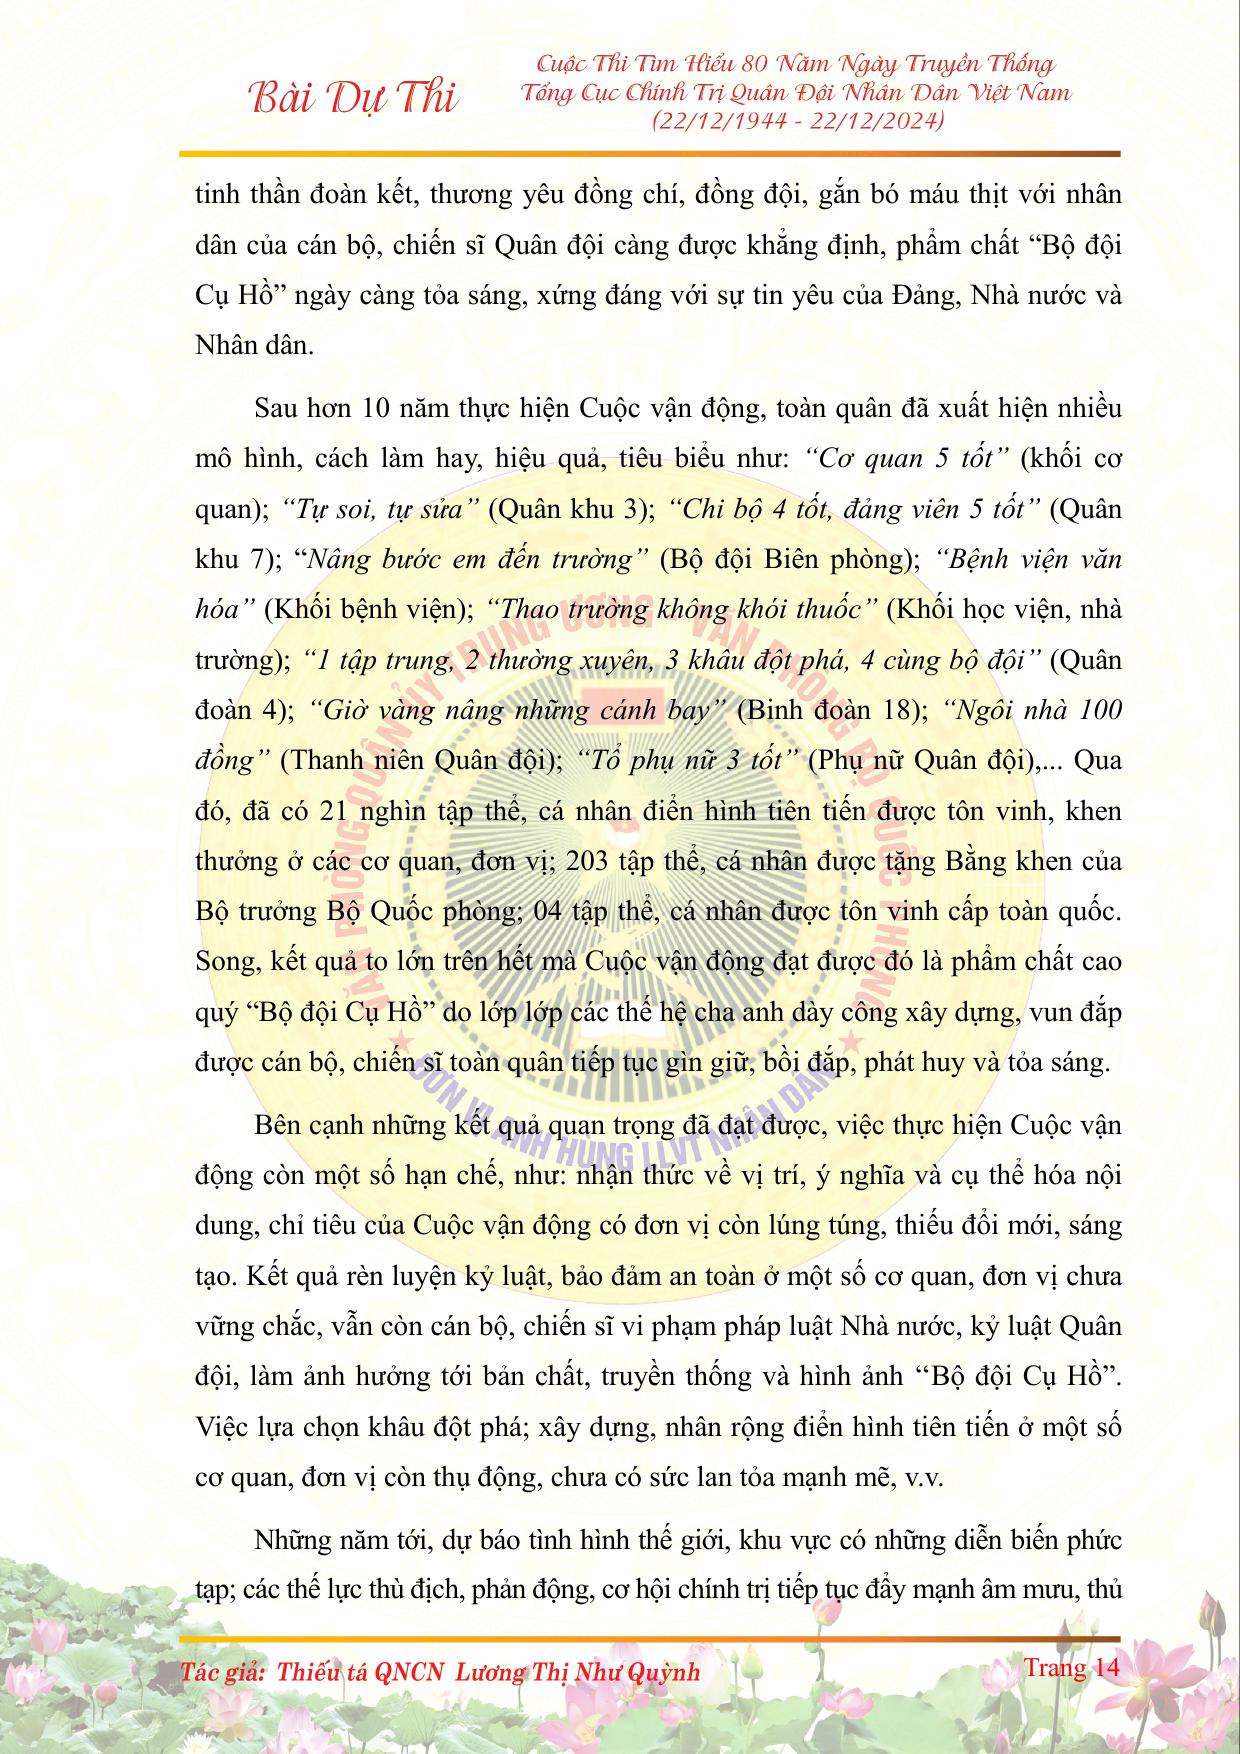 Bài Dự Thi
Cuộc Thi Tìm Hiểu 80 Năm Ngày Truyền Thống
Tổng Cục Chính Trị Quân Đội Nhân Dân Việt Nam
(22/12/1944 - 22/12/2024)
tinh thần đoàn kết, thương yêu đồng chí, đồng đội, gắn bó máu thịt với nhân
dân của cán bộ, chiến sĩ Quân đội càng được khẳng định, phẩm chất “Bộ đội
Cụ Hồ” ngày càng tỏa sáng, xứng đáng với sự tin yêu của Đảng, Nhà nước và
Nhân dân.
Sau hơn 10 năm thực hiện Cuộc vận động, toàn quân đã xuất hiện nhiều
mô hình, cách làm hay, hiệu quả, tiêu biểu như: “Cơ quan 5 tốt” (khối cơ
quan); “Tự soi, tự sửa” (Quân khu 3); “Chi bộ 4 tốt, đảng viên 5 tốt” (Quân
khu 7); “Nâng bước em đến trường” (Bộ đội Biên phòng); “Bệnh viện văn
hóa” (Khối bệnh viện); “Thao trường không khói thuốc” (Khối học viện, nhà
trường); “1 tập trung, 2 thường xuyên, 3 khâu đột phá, 4 cùng bộ đội” (Quân
đoàn 4); “Giờ vàng nâng những cánh bay” (Binh đoàn 18); “Ngôi nhà 100
đồng” (Thanh niên Quân đội); “Tổ phụ nữ 3 tốt” (Phụ nữ Quân đội),... Qua
đó, đã có 21 nghìn tập thể, cá nhân điển hình tiên tiến được tôn vinh, khen
thưởng ở các cơ quan, đơn vị; 203 tập thể, cá nhân được tặng Bằng khen của
Bộ trưởng Bộ Quốc phòng; 04 tập thể, cá nhân được tôn vinh cấp toàn quốc.
Song, kết quả to lớn trên hết mà Cuộc vận động đạt được đó là phẩm chất cao
quý “Bộ đội Cụ Hồ” do lớp lớp các thế hệ cha anh dày công xây dựng, vun đắp
được cán bộ, chiến sĩ toàn quân tiếp tục gìn giữ, bồi đắp, phát huy và tỏa sáng.
Bên cạnh những kết quả quan trọng đã đạt được, việc thực hiện Cuộc vận
động còn một số hạn chế, như: nhận thức về vị trí, ý nghĩa và cụ thể hóa nội
dung, chỉ tiêu của Cuộc vận động có đơn vị còn lúng túng, thiếu đổi mới, sáng
tạo. Kết quả rèn luyện kỷ luật, bảo đảm an toàn ở một số cơ quan, đơn vị chưa
vững chắc, vẫn còn cán bộ, chiến sĩ vi phạm pháp luật Nhà nước, kỷ luật Quân
đội, làm ảnh hưởng tới bản chất, truyền thống và hình ảnh “Bộ đội Cụ Hồ”.
Việc lựa chọn khâu đột phá; xây dựng, nhân rộng điển hình tiên tiến ở một số
cơ quan, đơn vị còn thụ động, chưa có sức lan tỏa mạnh mẽ, v.v.
Những năm tới, dự báo tình hình thế giới, khu vực có những diễn biến phức
tạp; các thế lực thù địch, phản động, cơ hội chính trị tiếp tục đẩy mạnh âm mưu, thủ
VĂN PHÒNG QUÂN ỦY TRUNG ƯƠNG - VĂN PHÒNG BỘ QUỐC PHÒNG
ĐƠN VỊ ANH HÙNG LLVT NHÂN DÂN
Tác giả: Thiếu tá QNCN Lương Thị Như Quỳnh
Trang 14